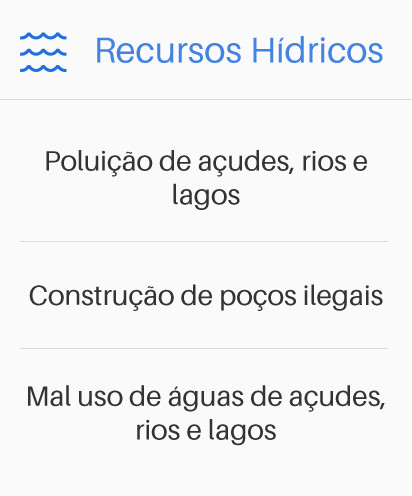 Recursos Hídricos
Poluição de açudes, rios e
lagos
Construção de poços ilegais
Mal uso de águas de açudes,
rios e lagos